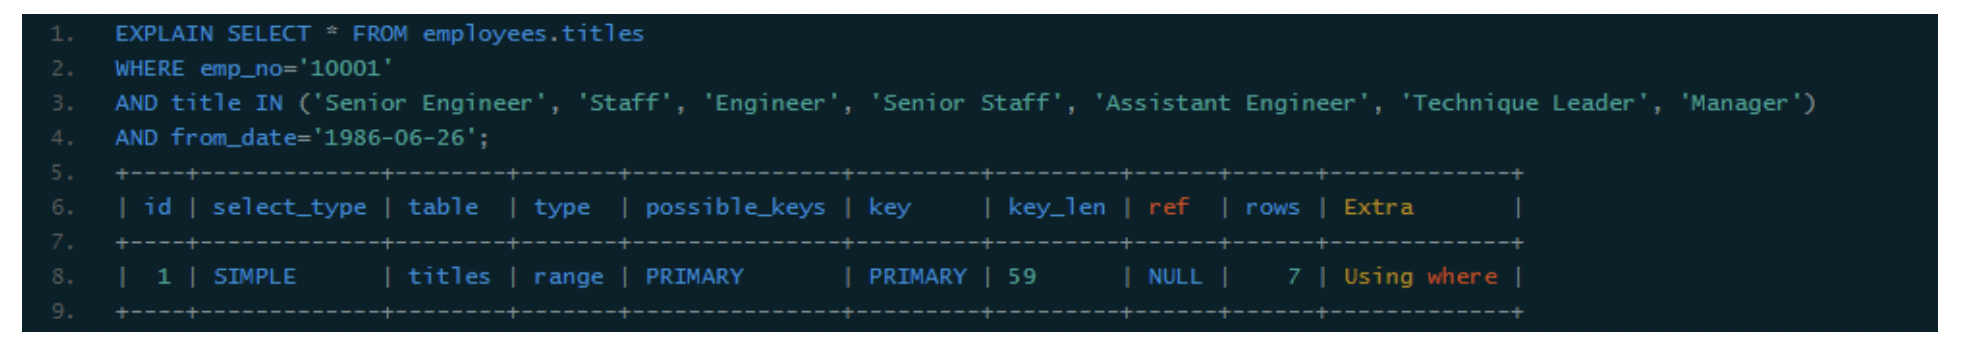 1. EXPLAIN SELECT * FROM employees.titles
2. WHERE emp_no='10001'
3. AND title IN ('Senior Engineer', 'Staff', 'Engineer', 'Senior Staff', 'Assistant Engineer', 'Technique Leader', 'Manager')
4. AND from_date='1986-06-26';
5. +----+-------------+--------+-------+---------------+---------+---------+------+------+-------------+
6. | id | select_type | table  | type  | possible_keys | key     | key_len | ref  | rows | Extra       |
7. +----+-------------+--------+-------+---------------+---------+---------+------+------+-------------+
8. |  1 | SIMPLE      | titles | range | PRIMARY       | PRIMARY | 59      | NULL |    7 | Using where |
9. +----+-------------+--------+-------+---------------+---------+---------+------+------+-------------+